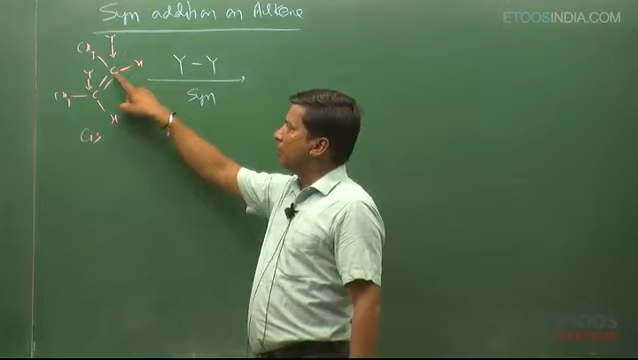 Syn addition on Alkene
ETOOSINDIA.COM
Y
CH3
C
H
Y
Y - Y
CH3
C
Syn
H
Cis